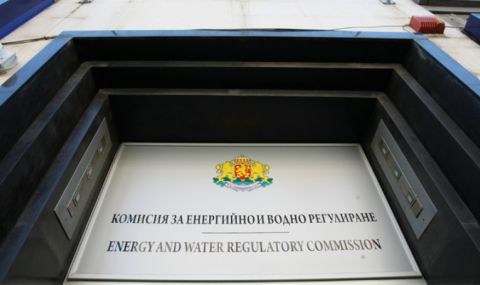 КОМИСИЯ ЗА ЕНЕРГИЙНО И ВОДНО РЕГУЛИРАНЕ
ENERGY AND WATER REGULATORY COMMISSION